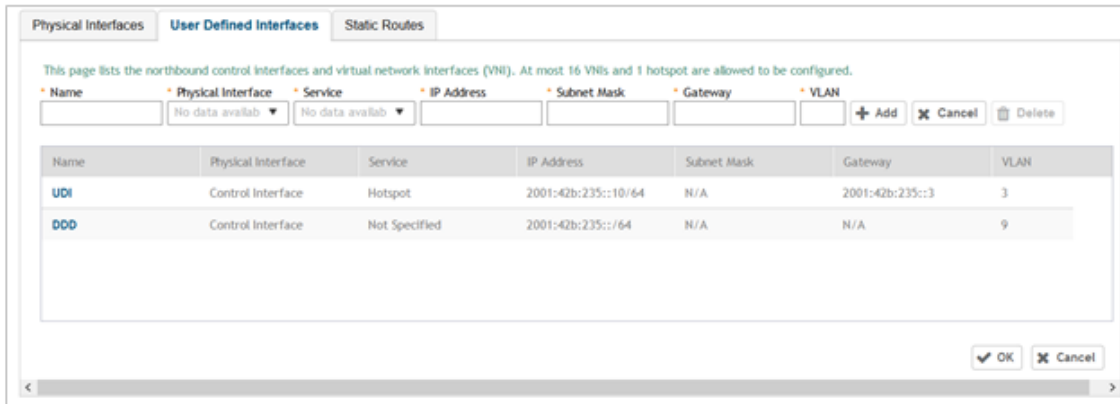 Physical Interfaces User Defined Interfaces Static Routes
This page lists the northbound control interfaces and virtual network interfaces (VNI). At most 16 VNIs and 1 hotspot are allowed to be configured.
* Name * Physical Interface * Service * IP Address * Subnet Mask * Gateway * VLAN
No data availab ▼ No data availab ▼ Add Cancel Delete
Name Physical Interface Service IP Address Subnet Mask Gateway VLAN
UDI Control Interface Hotspot 2001:42b:235::10/64 N/A 2001:42b:235::3 3
DDD Control Interface Not Specified 2001:42b:235::/64 N/A N/A 9
OK Cancel